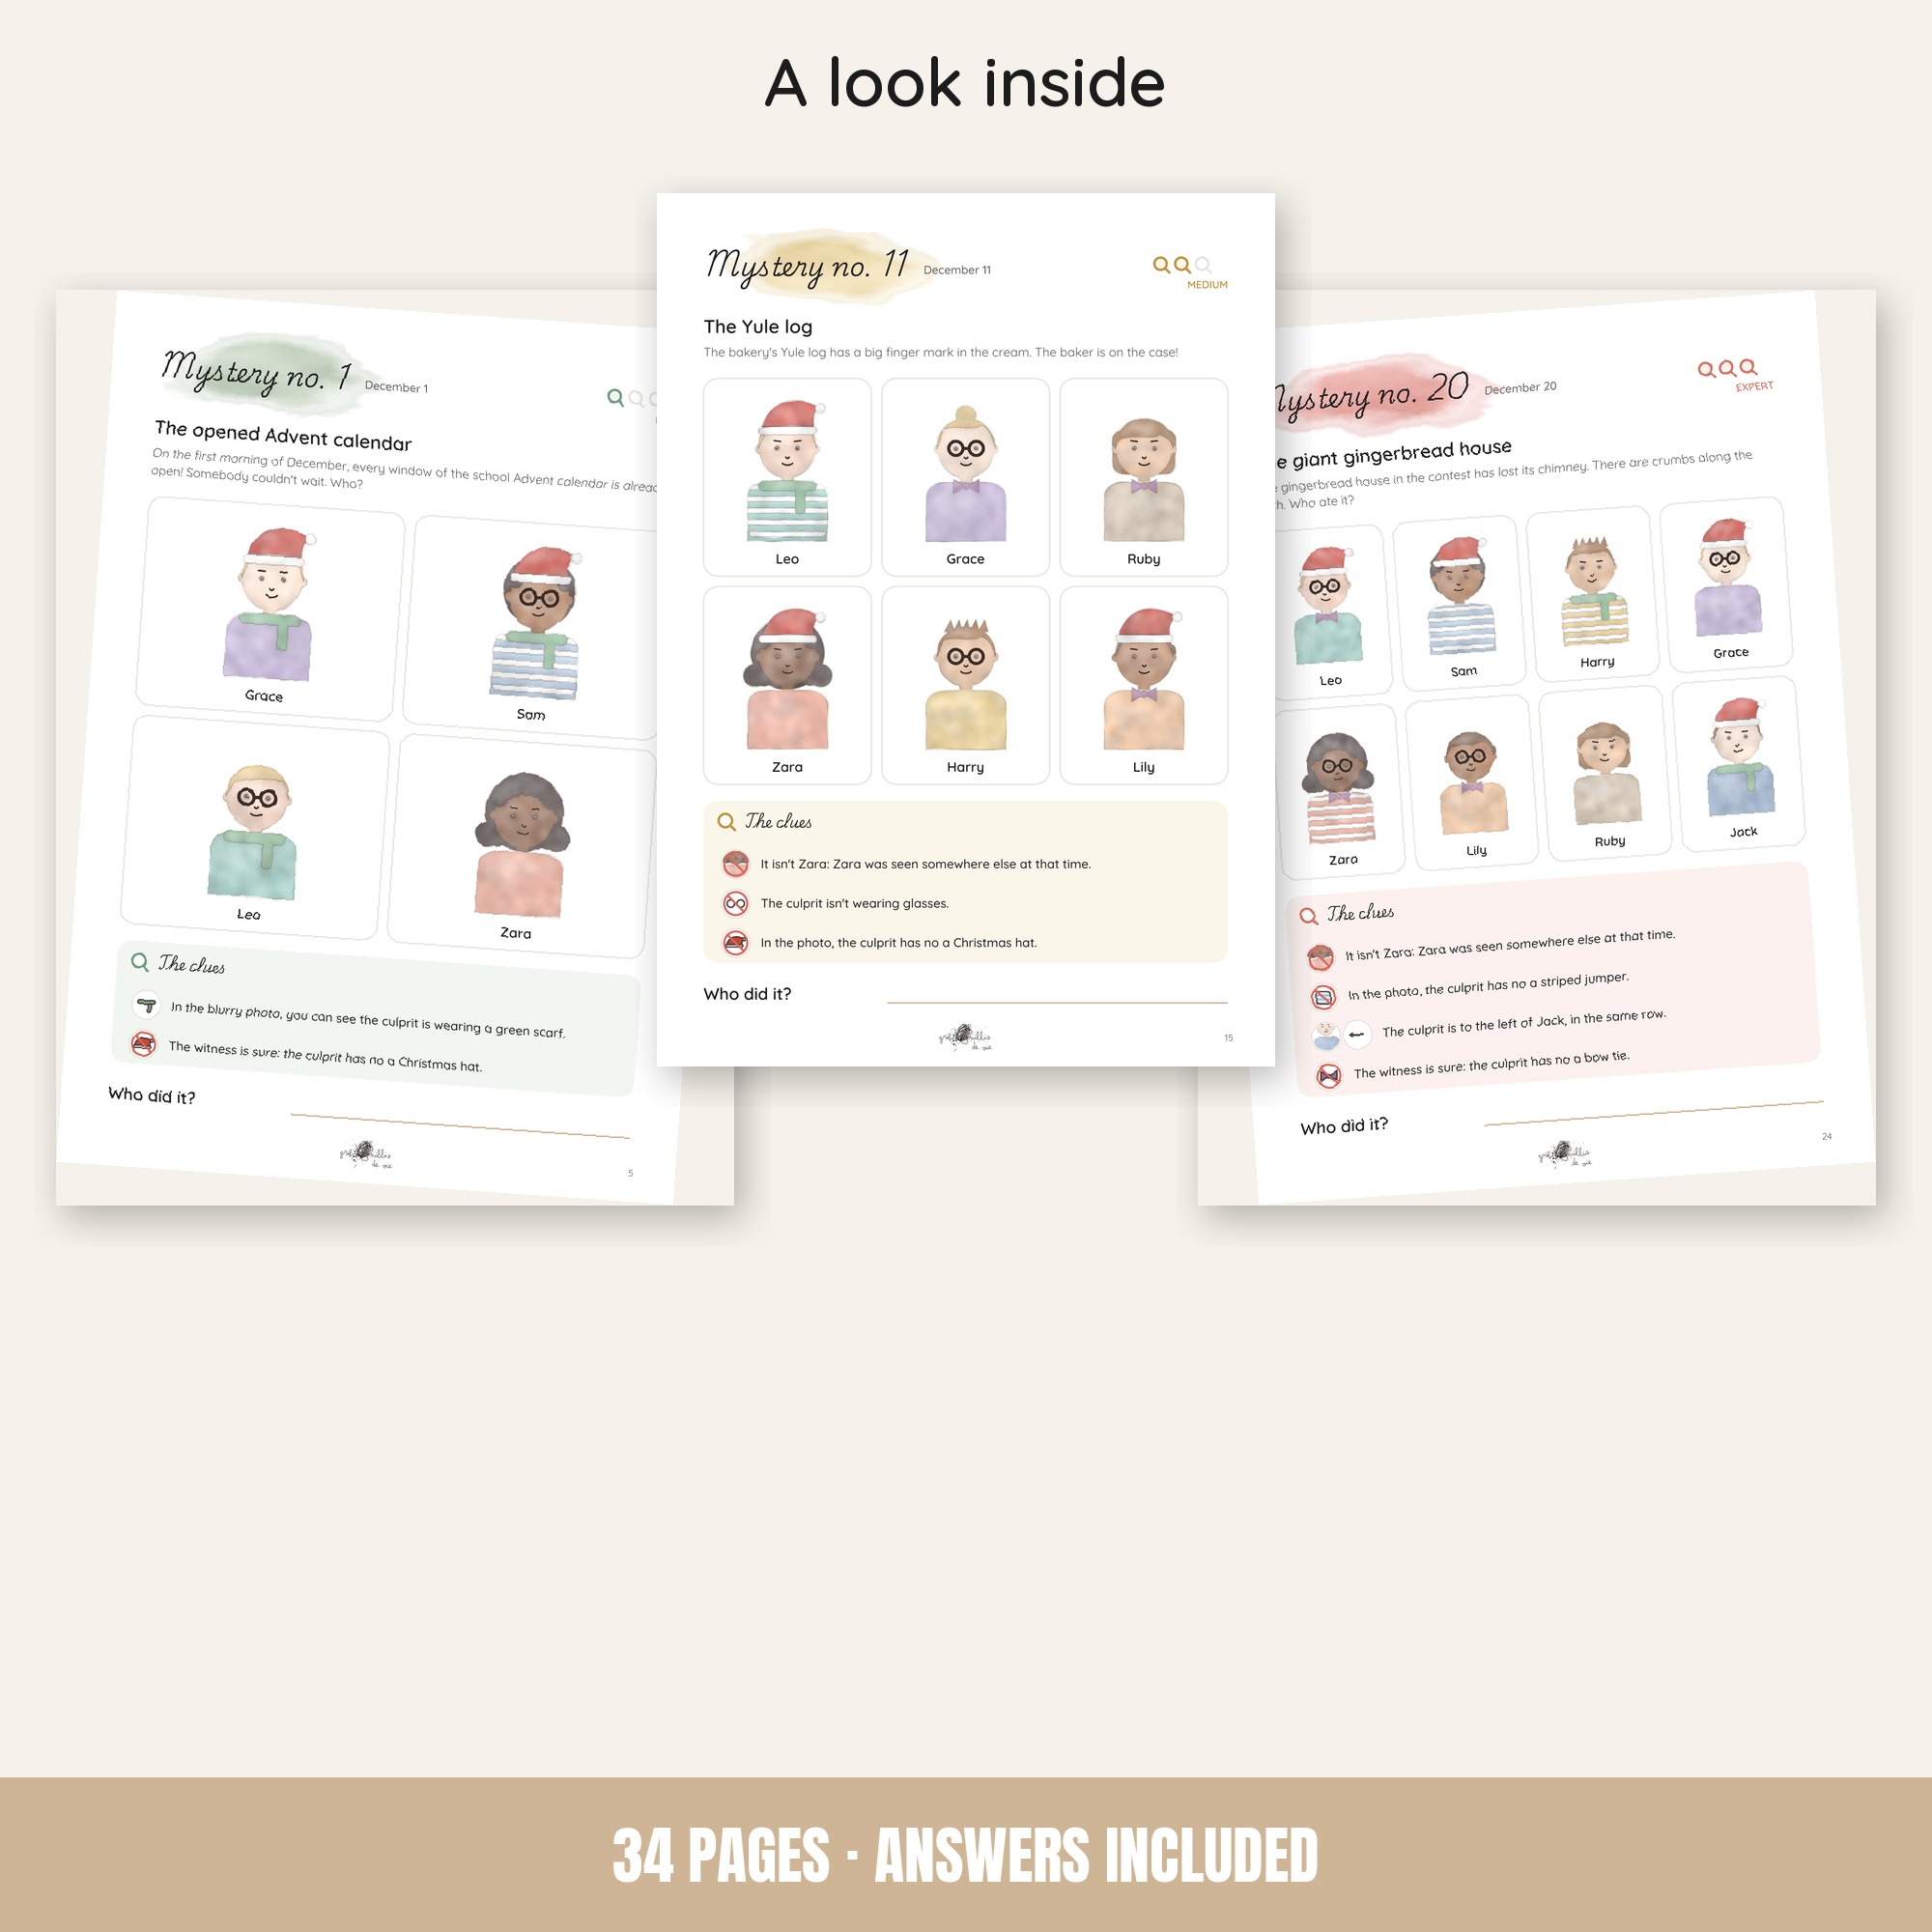 A look inside
Mystery no. 1 December 1
The opened Advent calendar
On the first morning of December, every window of the school Advent calendar is
open! Somebody couldn't wait. Who?
Grace
Sam
Leo
Zara
The clues
In the blurry photo, you can see the culprit is wearing a green scarf.
The witness is sure: the culprit has no a Christmas hat.
Who did it?
5
Mystery no. 11 December 11
MEDIUM
The Yule log
The bakery's Yule log has a big finger mark in the cream. The baker is on the case!
Leo
Grace
Ruby
Zara
Harry
Lily
The clues
It isn't Zara: Zara was seen somewhere else at that time.
The culprit isn't wearing glasses.
In the photo, the culprit has no a Christmas hat.
Who did it?
15
Mystery no. 20 December 20
EXPERT
giant gingerbread house
gingerbread house in the contest has lost its chimney. There are crumbs along the
Who ate it?
Leo
Sam
Harry
Grace
Zara
Lily
Ruby
Jack
The clues
It isn't Zara: Zara was seen somewhere else at that time.
In the photo, the culprit has no a striped jumper.
The culprit is to the left of Jack, in the same row.
The witness is sure: the culprit has no a bow tie.
Who did it?
24
34 PAGES · ANSWERS INCLUDED